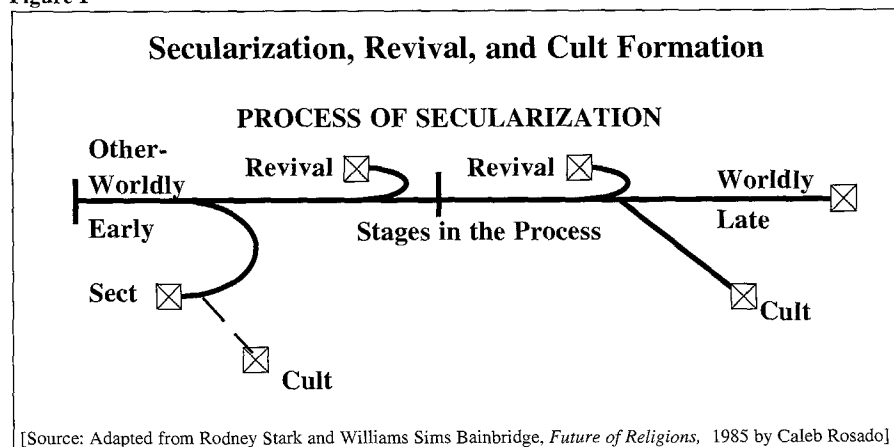 Figure 1
Secularization, Revival, and Cult Formation
PROCESS OF SECULARIZATION
Other-
Worldly
Revival
Revival
Worldly
Early
Stages in the Process
Late
Sect
Cult
Cult
[Source: Adapted from Rodney Stark and Williams Sims Bainbridge, Future of Religions, 1985 by Caleb Rosado]